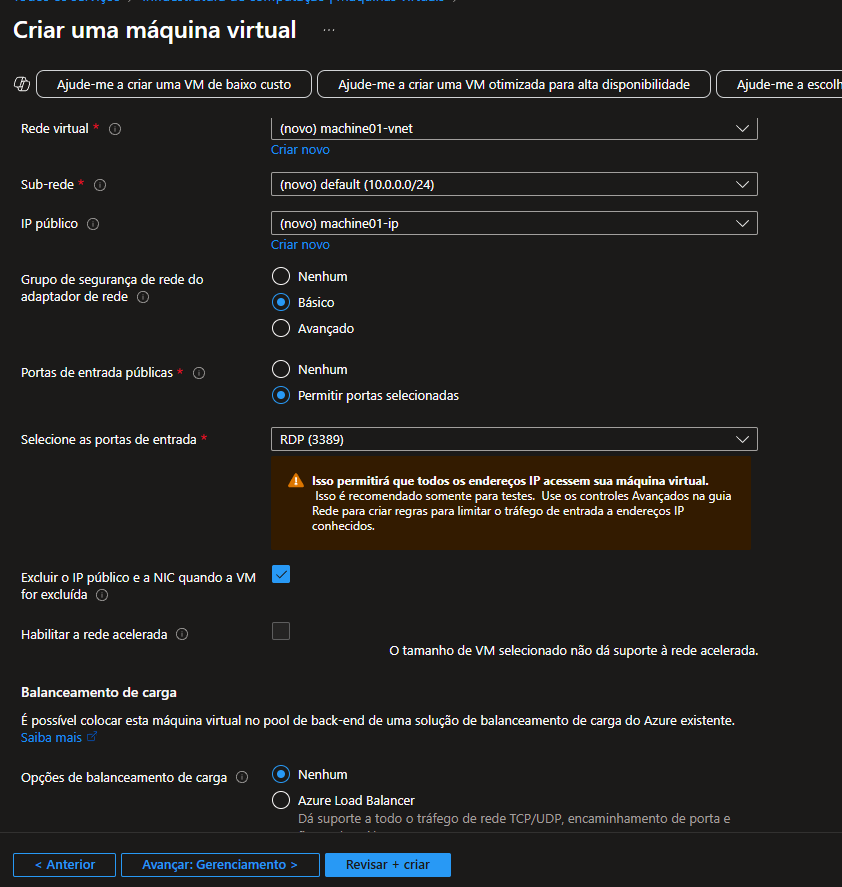 Criar uma máquina virtual ...
Ajude-me a criar uma VM de baixo custo
Ajude-me a criar uma VM otimizada para alta disponibilidade
Ajude-me a
Rede virtual *
(novo) machine01-vnet
Criar novo
Sub-rede *
(novo) default (10.0.0.0/24)
IP público
(novo) machine01-ip
Criar novo
Grupo de segurança de rede do
adaptador de rede
Nenhum
Básico
Avançado
Portas de entrada públicas *
Nenhum
Permitir portas selecionadas
Selecione as portas de entrada *
RDP (3389)
Isso permitirá que todos os endereços IP acessem sua máquina virtual.
Isso é recomendado somente para testes. Use os controles Avançados na guia
Rede para criar regras para limitar o tráfego de entrada a endereços IP
conhecidos.
Excluir o IP público e a NIC quando a VM
for excluída
Habilitar a rede acelerada
O tamanho de VM selecionado não dá suporte à rede acelerada.
Balanceamento de carga
É possível colocar esta máquina virtual no pool de back-end de uma solução de balanceamento de carga do Azure existente.
Saiba mais
Opções de balanceamento de carga
Nenhum
Azure Load Balancer
Dá suporte a todo o tráfego de rede TCP/UDP, encaminhamento de porta e
< Anterior
Avançar: Gerenciamento >
Revisar + criar